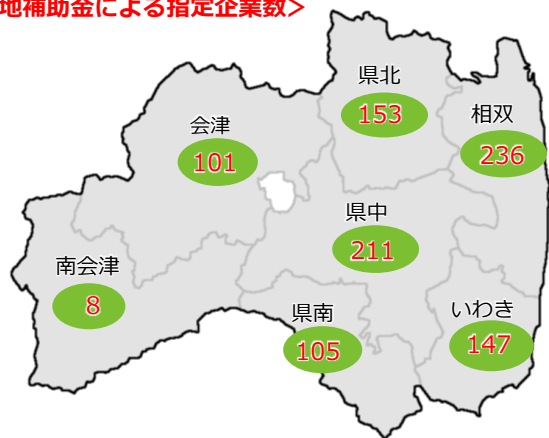 地補助金による指定企業数＞
県北
153
相双
236
会津
101
県中
211
南会津
8
県南
105
いわき
147